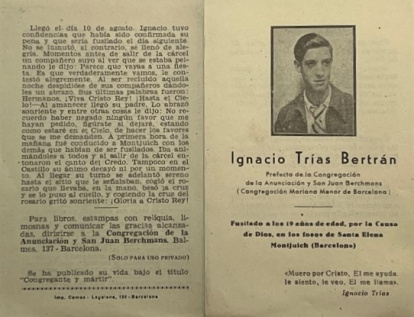 Llegó el día 10 de agosto. Ignacio tuvo
confidencias que había sido confirmada su
pena y que sería fusilado el día siguiente.
No se inmutó, al contrario, se llenó de ale-
gría. Momentos antes de salir de la cárcel
un compañero suyo al ver que se estaba pei-
nando le dijo: Parece que vayas a una fies-
ta. Es que verdaderamente vamos, le con-
testó alegremente. Al ser recluído aquella
noche despidióse de sus compañeros dándo-
les un abrazo. Sus últimas palabras fueron:
Hermanos, ¡Viva Cristo Rey! ¡Hasta el Cie-
lo!—Al amanecer llegó su padre. Lo abrazó
sonriente y entre otras cosas le dijo: No re-
cuerdo haber negado ningún favor que me
hayan pedido, figúrate si dejaré, estando
como estaré en el Cielo, de hacer los favores
que se me demanden. A primera hora de la
mañana fué conducido a Montjuich con los
demás que habían de ser fusilados. Iba ani-
mándoles a todos y al salir de la cárcel en-
tonaron el canto del Credo. Tampoco en el
Castillo su ánimo decayó ni por un momen-
to. Al llegar su turno se adelantó sereno
hasta el sitio que le señalaban, cogió el ro-
sario que llevaba, en la mano, besó la cruz
y se lo puso al cuello, y cogiendo la cruz del
rosario gritó sonriente: ¡Gloria a Cristo Rey!
Para libros, estampas con reliquia, li-
mosnas y comunicar las gracias alcanza-
das, dirigirse a la Congregación de la
Anunciación y San Juan Berchmans. Bal-
mes, 137 - Barcelona.
(SOLO PARA USO PRIVADO)
Se ha publicado su vida bajo el título
"Congregante y mártir".
Imp. Comas - Layetana, 184 - Barcelona
Ignacio Trías Bertrán
Prefecto de la Congregación
de la Anunciación y San Juan Berchmans
(Congregación Mariana Menor de Barcelona)
Fusilado a los 19 años de edad, por la Causa
de Dios, en los fosos de Santa Elena
Montjuich (Barcelona)
«Muero por Cristo. El me ayuda,
le siento, le veo, El me llama».
Ignacio Trías